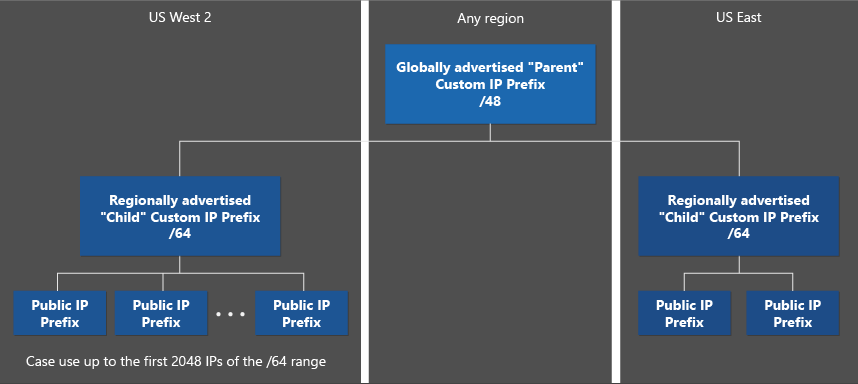 US West 2
Any region
US East
Globally advertised "Parent"
Custom IP Prefix
/48
Regionally advertised
"Child" Custom IP Prefix
/64
Regionally advertised
"Child" Custom IP Prefix
/64
Public IP
Prefix
Public IP
Prefix
• • •
Public IP
Prefix
Public IP
Prefix
Public IP
Prefix
Case use up to the first 2048 IPs of the /64 range